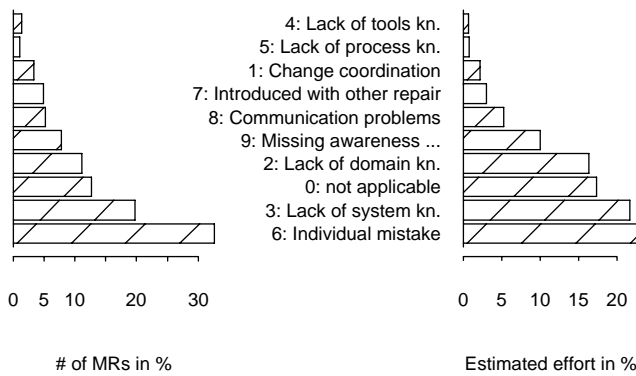 4: Lack of tools kn.
5: Lack of process kn.
1: Change coordination
7: Introduced with other repair
8: Communication problems
9: Missing awareness ...
2: Lack of domain kn.
0: not applicable
3: Lack of system kn.
6: Individual mistake
0 5 10 20 30
0 5 10 20
# of MRs in %
Estimated effort in %